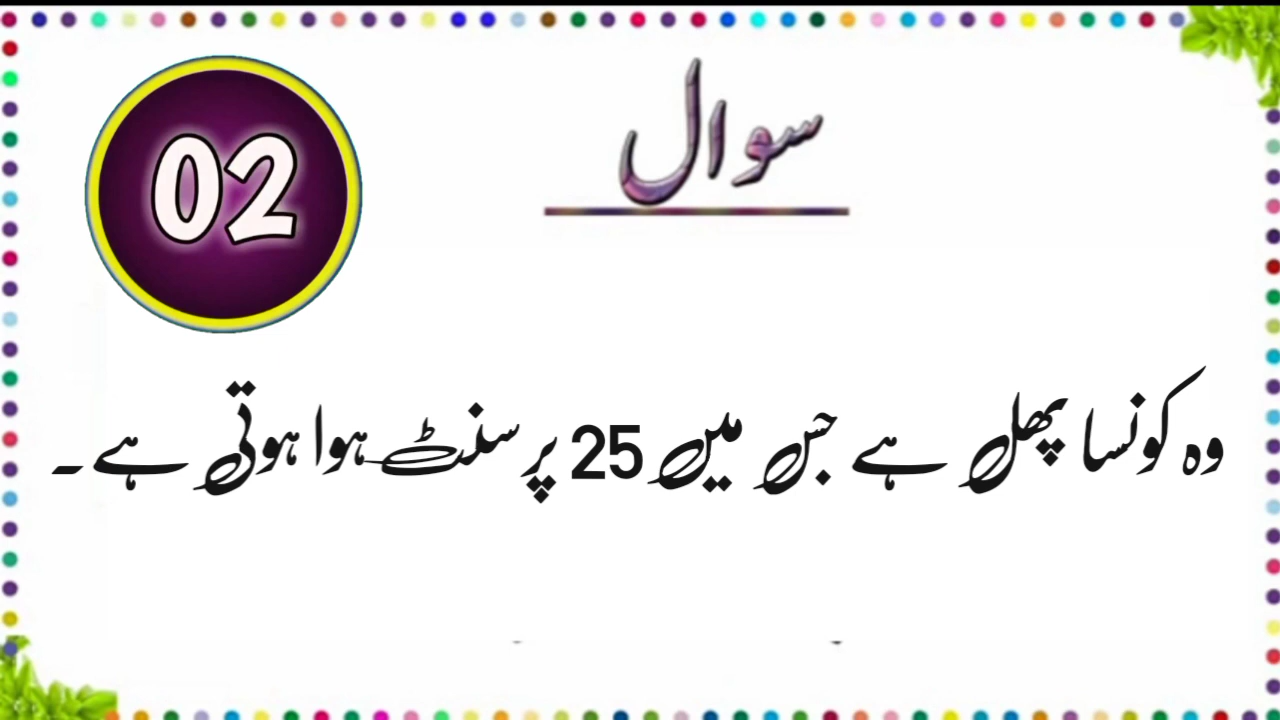 سوال
02
وہ کونسا پھل ہے جس میں 25 پرسنٹ ہوا ہوتی ہے۔